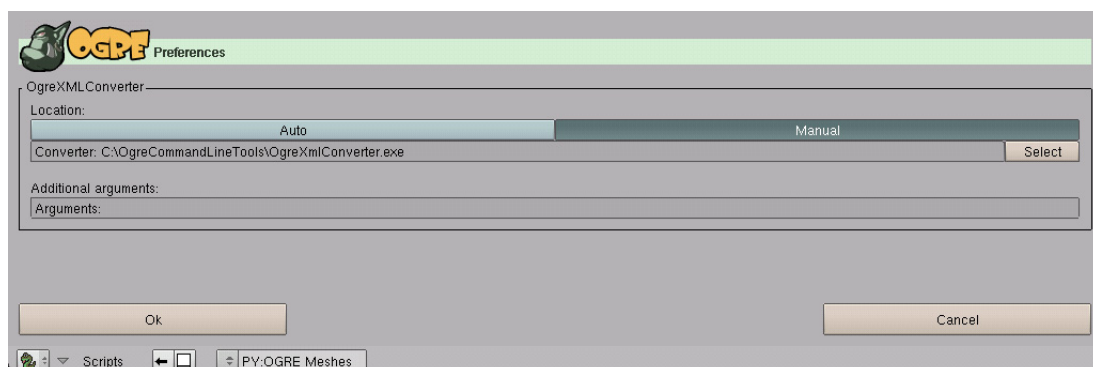 OGRE Preferences
OgreXMLConverter
Location:
Auto Manual
Converter: C:\OgreCommandLineTools\OgreXmlConverter.exe Select
Additional arguments:
Arguments:
Ok Cancel
Scripts PY:OGRE Meshes